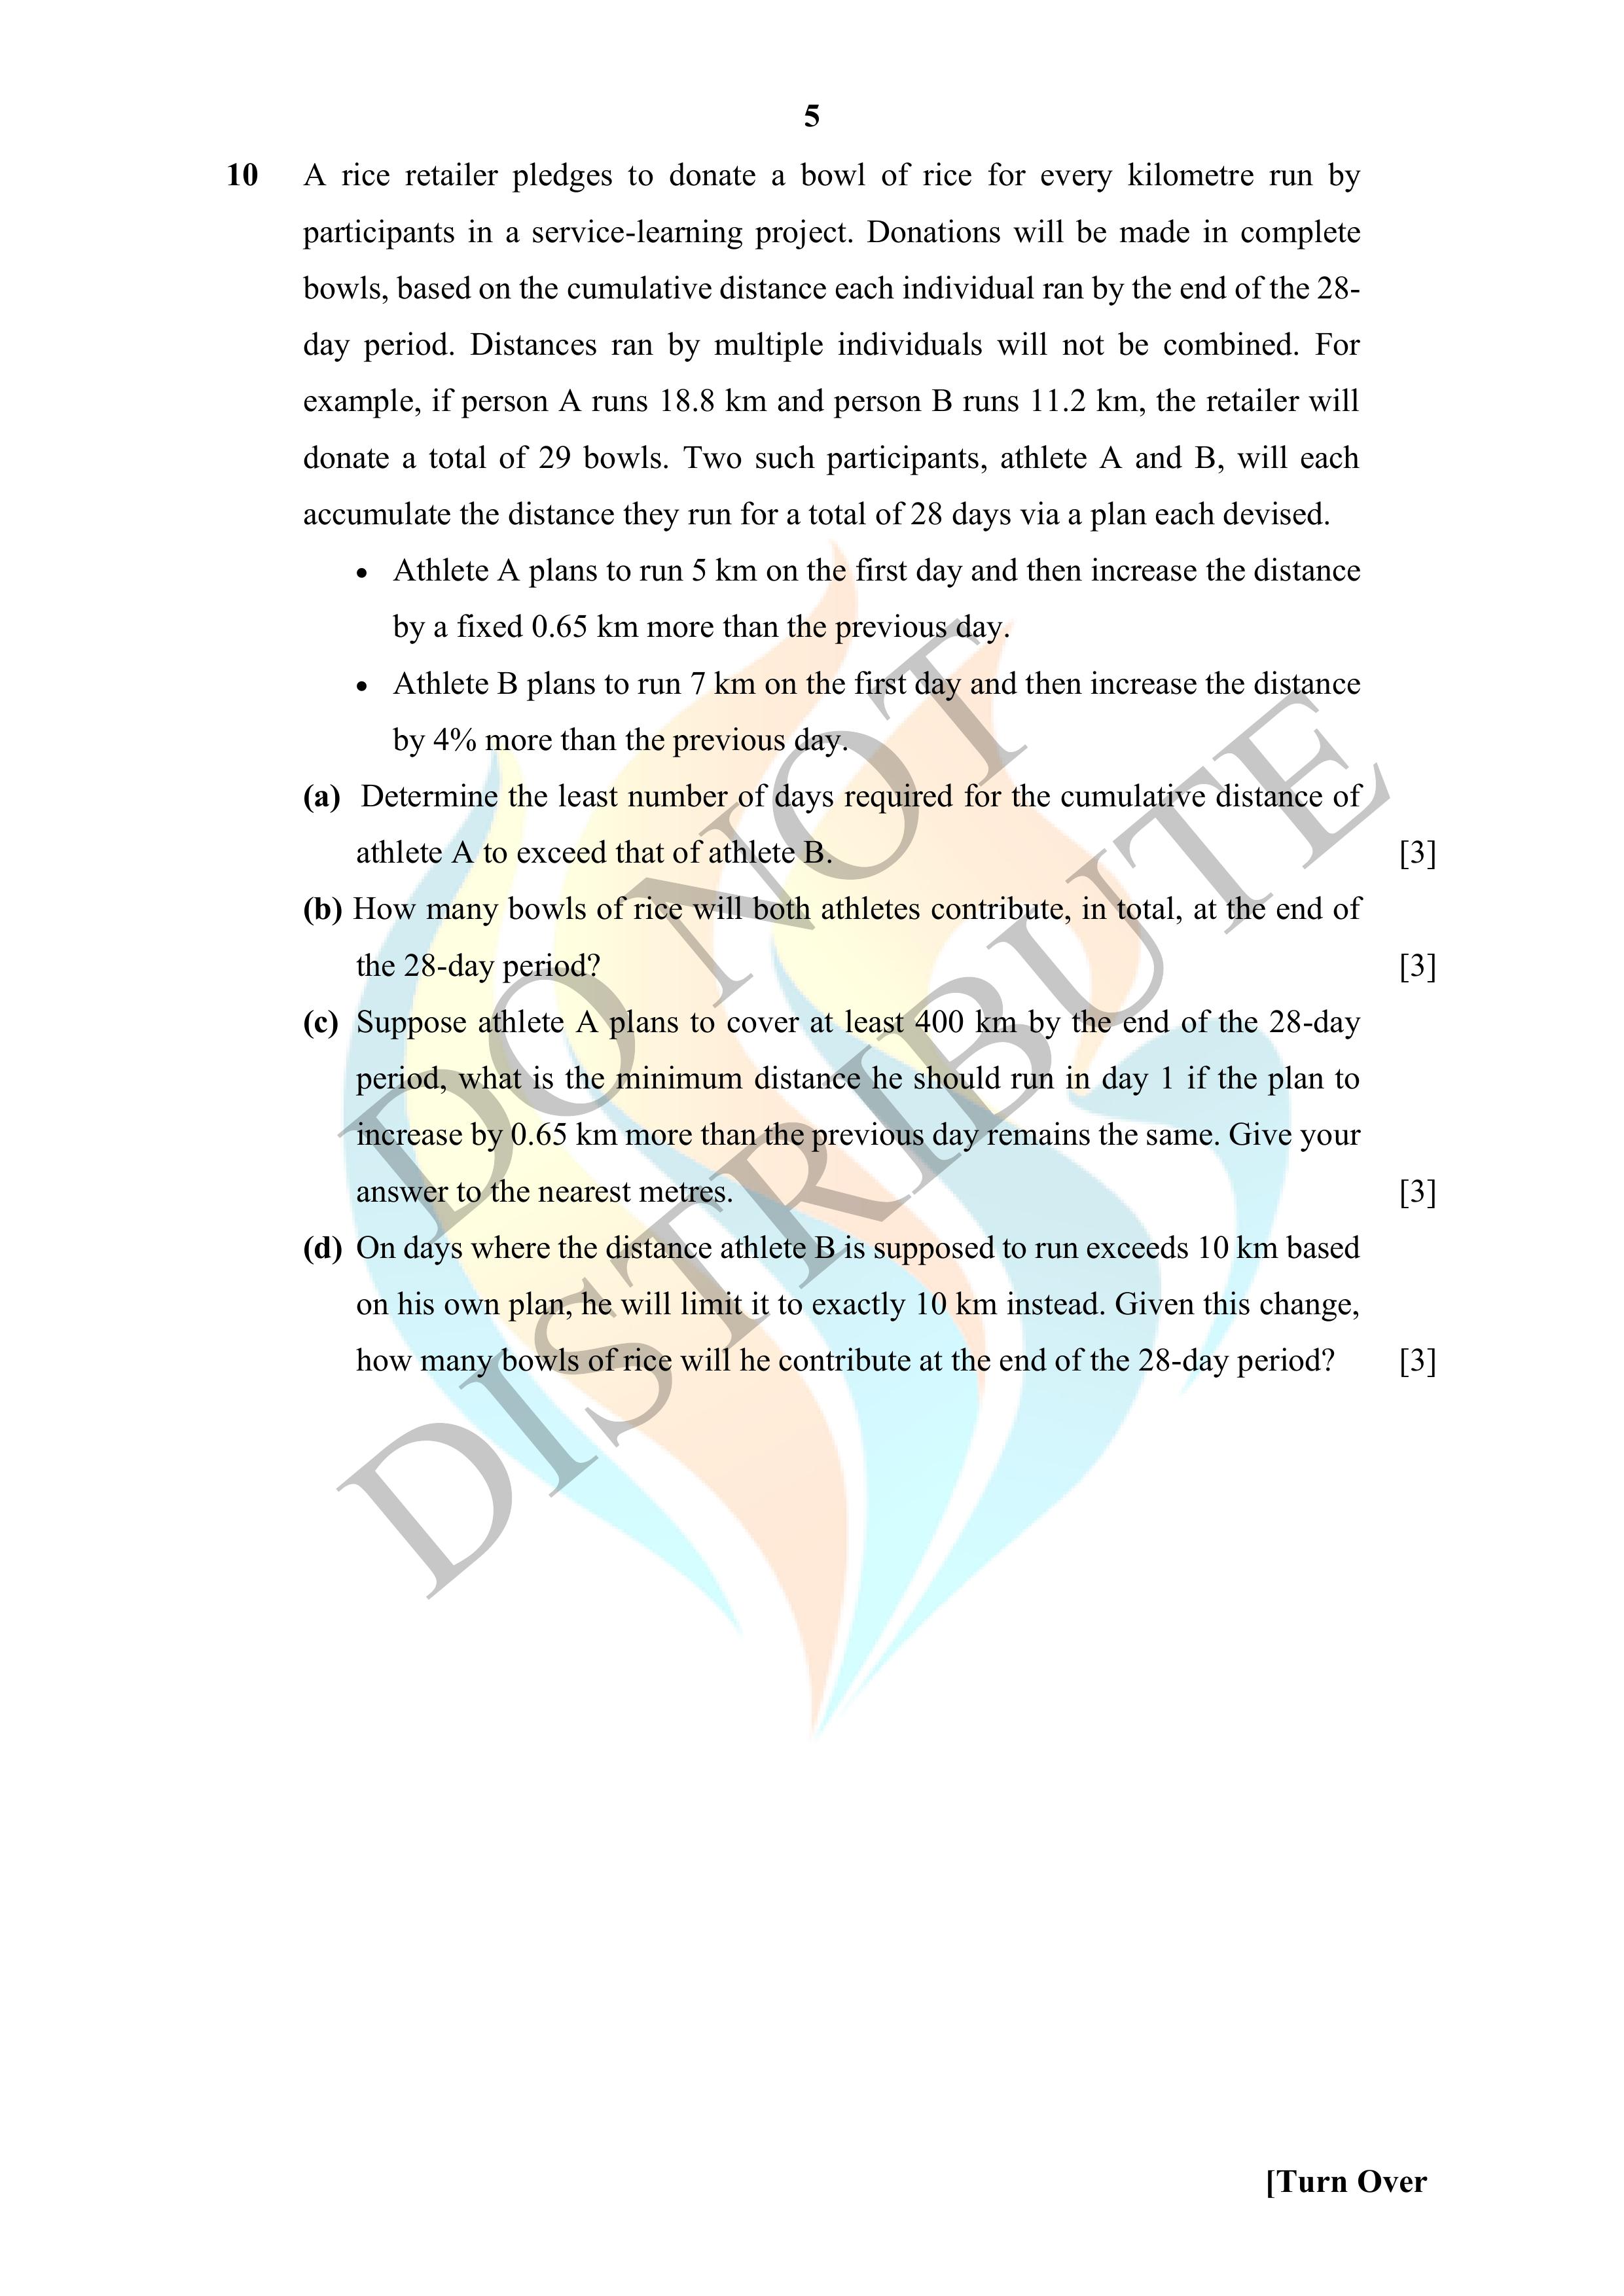 5
10 A rice retailer pledges to donate a bowl of rice for every kilometre run by
participants in a service-learning project. Donations will be made in complete
bowls, based on the cumulative distance each individual ran by the end of the 28-
day period. Distances ran by multiple individuals will not be combined. For
example, if person A runs 18.8 km and person B runs 11.2 km, the retailer will
donate a total of 29 bowls. Two such participants, athlete A and B, will each
accumulate the distance they run for a total of 28 days via a plan each devised.
• Athlete A plans to run 5 km on the first day and then increase the distance
by a fixed 0.65 km more than the previous day.
• Athlete B plans to run 7 km on the first day and then increase the distance
by 4% more than the previous day.
(a) Determine the least number of days required for the cumulative distance of
athlete A to exceed that of athlete B. [3]
(b) How many bowls of rice will both athletes contribute, in total, at the end of
the 28-day period? [3]
(c) Suppose athlete A plans to cover at least 400 km by the end of the 28-day
period, what is the minimum distance he should run in day 1 if the plan to
increase by 0.65 km more than the previous day remains the same. Give your
answer to the nearest metres. [3]
(d) On days where the distance athlete B is supposed to run exceeds 10 km based
on his own plan, he will limit it to exactly 10 km instead. Given this change,
how many bowls of rice will he contribute at the end of the 28-day period? [3]
DO NOT
DISTRIBUTE
[Turn Over